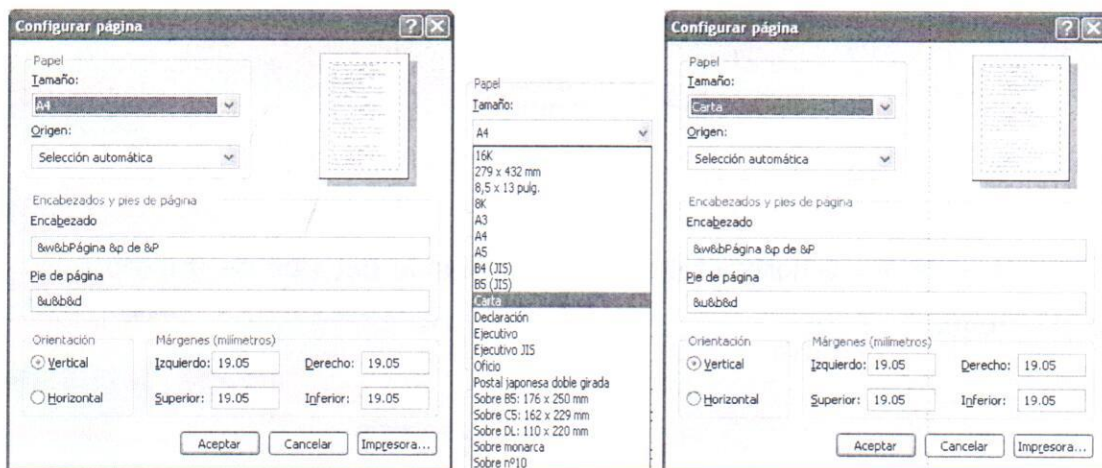 Configurar página
Papel
Tamaño:
A4
Origen:
Selección automática
Encabezados y pies de página
Encabezado
&w&bPágina &p de &P
Pie de página
&u&b&d
Orientación
Vertical
Horizontal
Márgenes (milímetros)
Izquierdo: 19.05 Derecho: 19.05
Superior: 19.05 Inferior: 19.05
Aceptar Cancelar Impresora...
Papel
Tamaño:
A4
16K
279 x 432 mm
8,5 x 13 pulg.
8K
A3
A4
A5
B4 (JIS)
B5 (JIS)
Carta
Declaración
Ejecutivo
Ejecutivo JIS
Oficio
Postal japonesa doble girada
Sobre B5: 176 x 250 mm
Sobre C5: 162 x 229 mm
Sobre DL: 110 x 220 mm
Sobre monarca
Sobre nº10
Configurar página
Papel
Tamaño:
Carta
Origen:
Selección automática
Encabezados y pies de página
Encabezado
&w&bPágina &p de &P
Pie de página
&u&b&d
Orientación
Vertical
Horizontal
Márgenes (milímetros)
Izquierdo: 19.05 Derecho: 19.05
Superior: 19.05 Inferior: 19.05
Aceptar Cancelar Impresora...